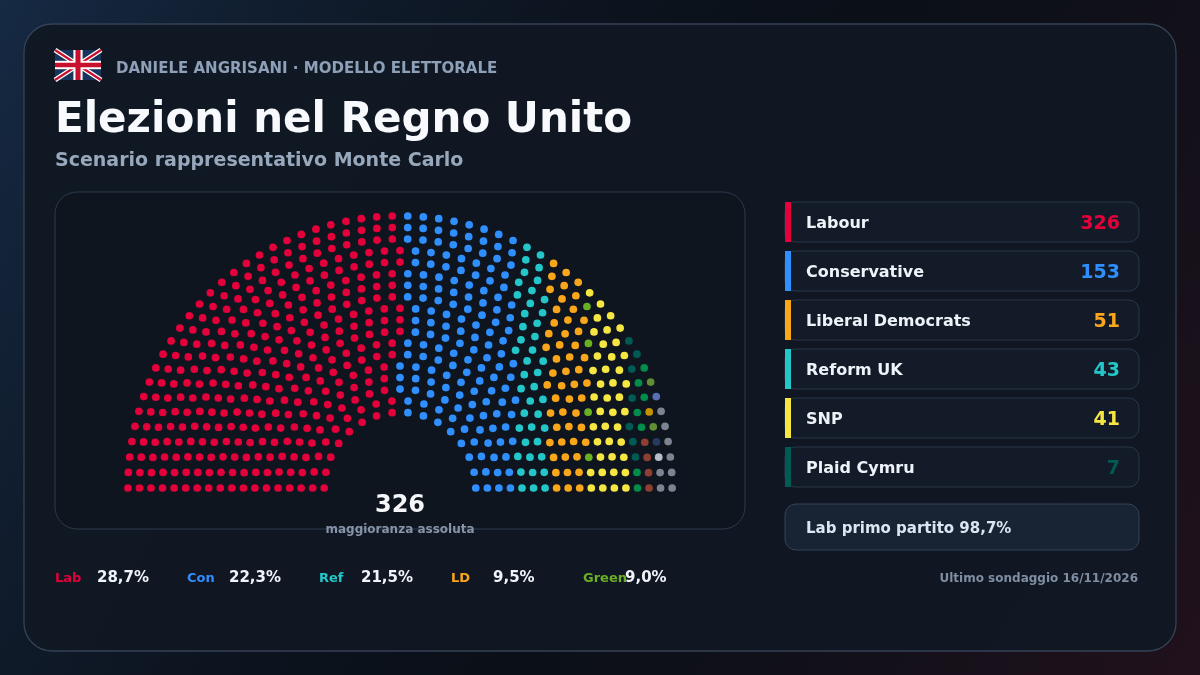 DANIELE ANGRISANI · MODELLO ELETTORALE
Elezioni nel Regno Unito
Scenario rappresentativo Monte Carlo
326
maggioranza assoluta
Labour 326
Conservative 153
Liberal Democrats 51
Reform UK 43
SNP 41
Plaid Cymru 7
Lab primo partito 98,7%
Lab 28,7% Con 22,3% Ref 21,5% LD 9,5% Green 9,0%
Ultimo sondaggio 16/11/2026